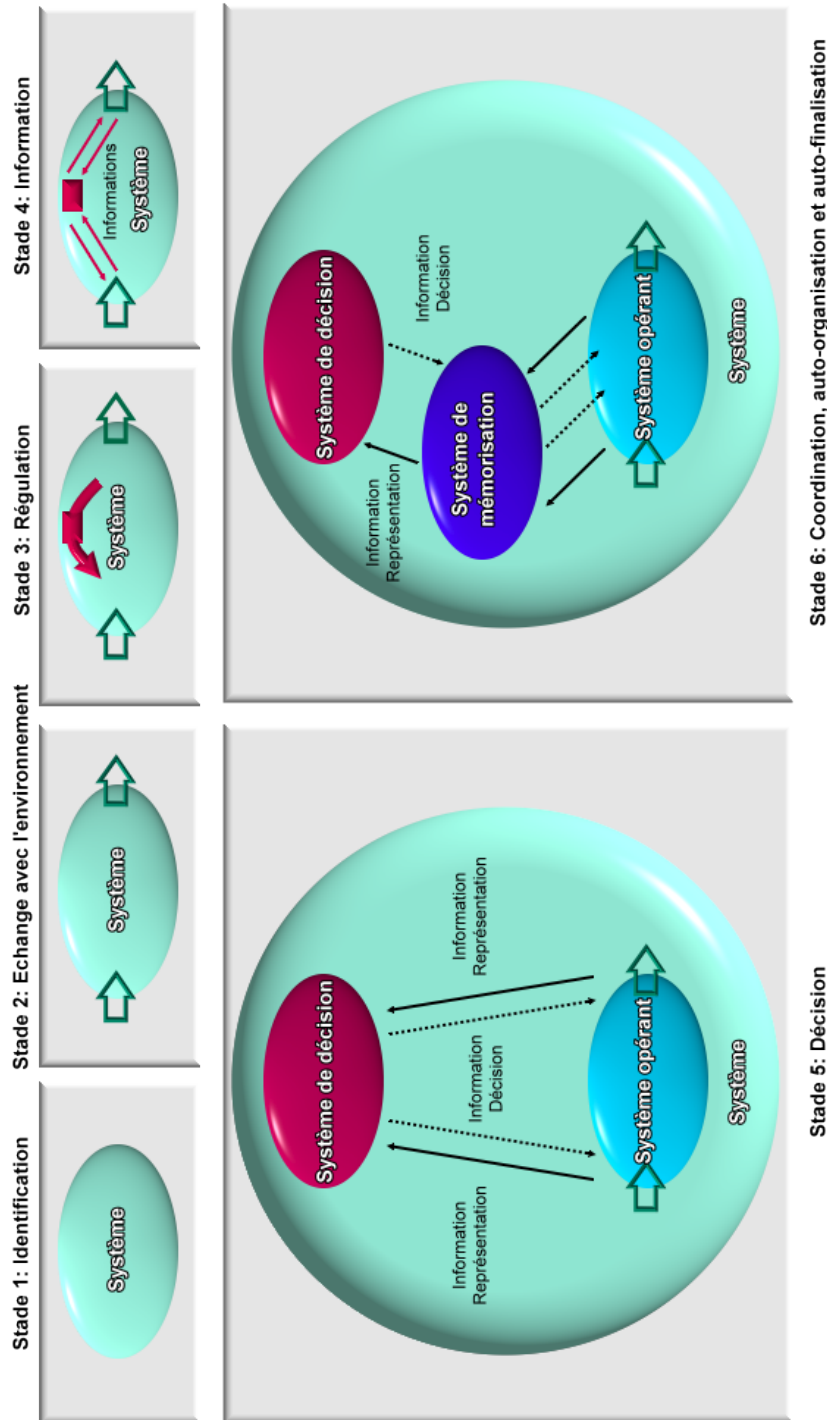 Stade 1: Identification
Système
Stade 2: Echange avec l'environnement
Système
Stade 3: Régulation
Système
Stade 4: Information
Informations
Système
Système de décision
Information
Représentation
Information
Décision
Information
Représentation
Système opérant
Système
Stade 5: Décision
Système de décision
Information
Représentation
Information
Décision
Système de
mémorisation
Système opérant
Système
Stade 6: Coordination, auto-organisation et auto-finalisation